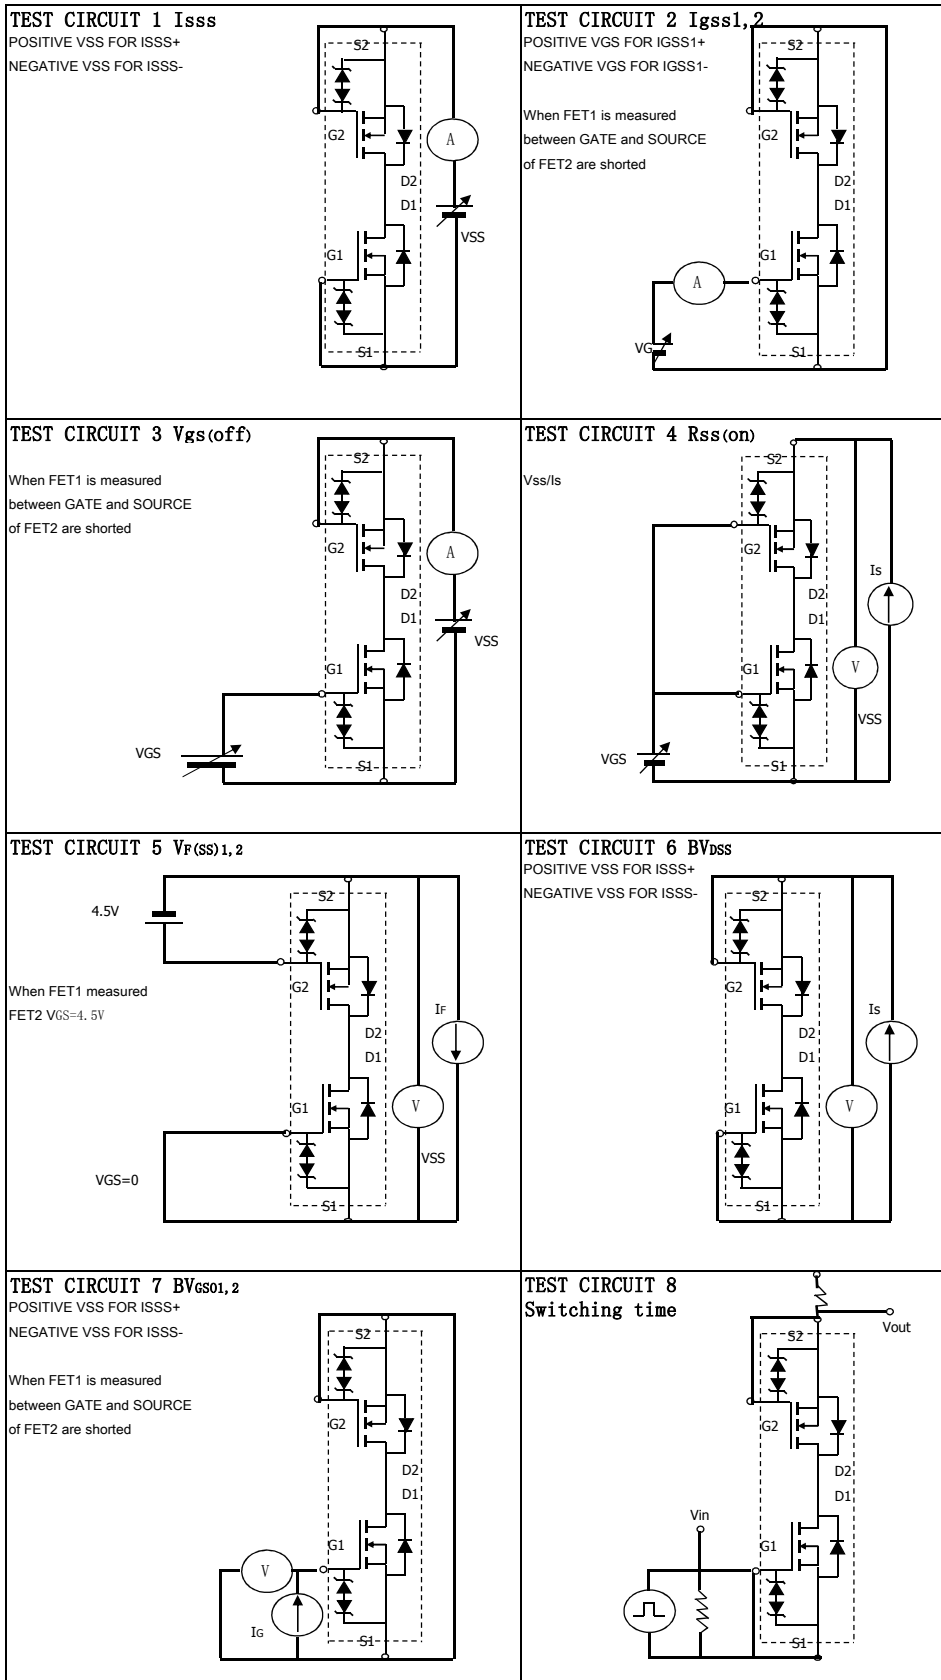 TEST CIRCUIT 1 Isss
POSITIVE VSS FOR ISSS+
NEGATIVE VSS FOR ISSS-
S2
G2
A
D2
D1
VSS
G1
S1
TEST CIRCUIT 2 Igss1,2
POSITIVE VGS FOR IGSS1+
NEGATIVE VGS FOR IGSS1-
When FET1 is measured
between GATE and SOURCE
of FET2 are shorted
S2
G2
D2
D1
G1
A
VG
S1
TEST CIRCUIT 3 Vgs(off)
When FET1 is measured
between GATE and SOURCE
of FET2 are shorted
S2
G2
A
D2
D1
VSS
G1
VGS
S1
TEST CIRCUIT 4 Rss(on)
Vss/Is
S2
G2
Is
D2
D1
G1
V
VSS
VGS
S1
TEST CIRCUIT 5 VF(SS)1,2
4.5V
When FET1 measured
FET2 VGS=4.5V
S2
G2
IF
D2
D1
G1
V
VSS
VGS=0
S1
TEST CIRCUIT 6 BVDSS
POSITIVE VSS FOR ISSS+
NEGATIVE VSS FOR ISSS-
S2
G2
Is
D2
D1
G1
V
VSS
S1
TEST CIRCUIT 7 BVGSO1,2
POSITIVE VSS FOR ISSS+
NEGATIVE VSS FOR ISSS-
When FET1 is measured
between GATE and SOURCE
of FET2 are shorted
S2
G2
D2
D1
G1
V
IG
S1
TEST CIRCUIT 8
Switching time
Vout
S2
G2
D2
D1
Vin
G1
S1